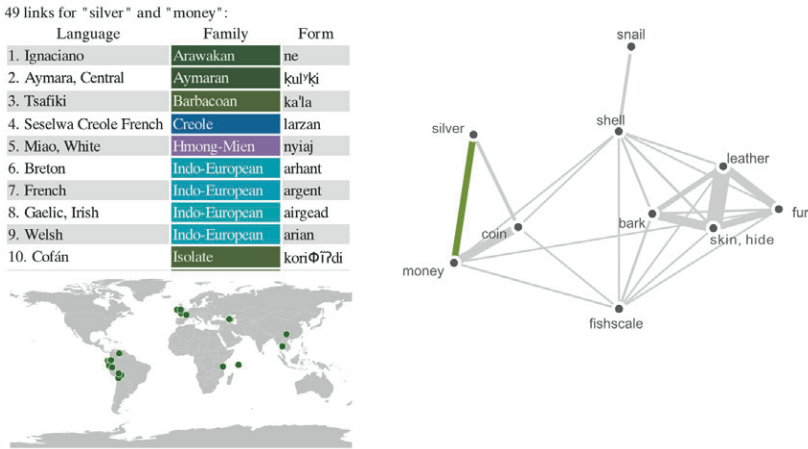 49 links for "silver" and "money":
Language Family Form
1. Ignaciano Arawakan ne
2. Aymara, Central Aymaran ḳulʸḳi
3. Tsafiki Barbacoan ka'la
4. Seselwa Creole French Creole larzan
5. Miao, White Hmong-Mien nyiaj
6. Breton Indo-European arhant
7. French Indo-European argent
8. Gaelic, Irish Indo-European airgead
9. Welsh Indo-European arian
10. Cofán Isolate
snail
shell
silver
leather
bark
fur
coin
skin, hide
money
fishscale